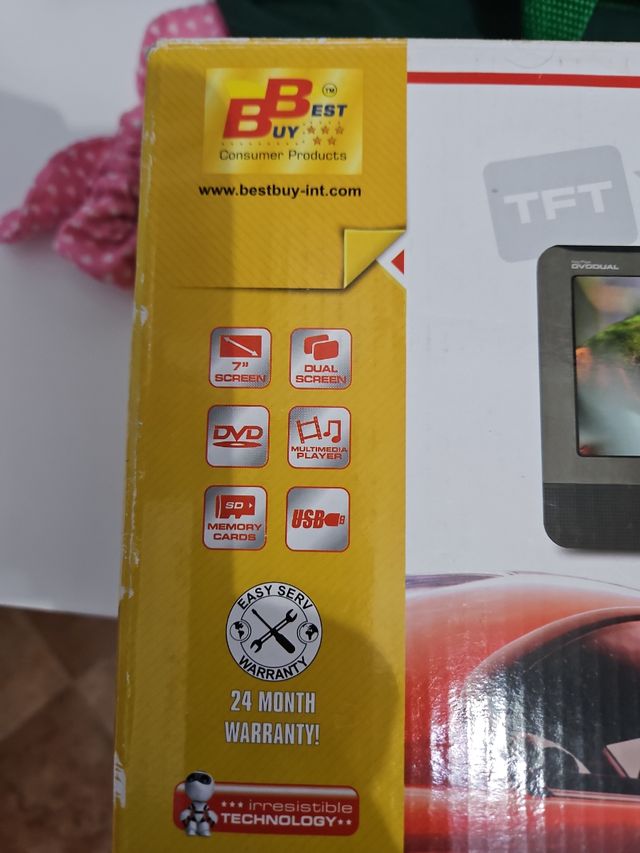 BEST ™
BUY
Consumer Products
www.bestbuy-int.com
TFT
DVDDUAL
7" SCREEN
DUAL SCREEN
DVD
MULTIMEDIA PLAYER
SD
MEMORY CARDS
USB
EASY SERV
WARRANTY
24 MONTH
WARRANTY!
irresistible
TECHNOLOGY